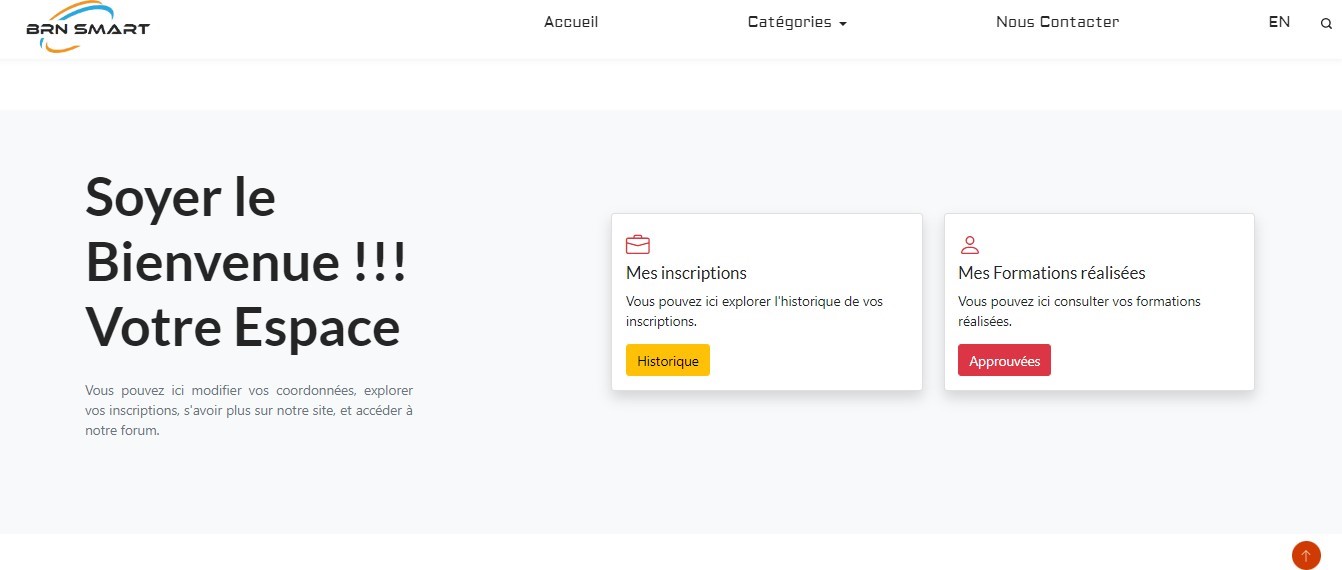 BRN SMART
Accueil
Catégories
Nous Contacter
EN
Soyer le
Bienvenue !!!
Votre Espace
Vous pouvez ici modifier vos coordonnées, explorer
vos inscriptions, s'avoir plus sur notre site, et accéder à
notre forum.
Mes inscriptions
Vous pouvez ici explorer l'historique de vos
inscriptions.
Historique
Mes Formations réalisées
Vous pouvez ici consulter vos formations
réalisées.
Approuvées